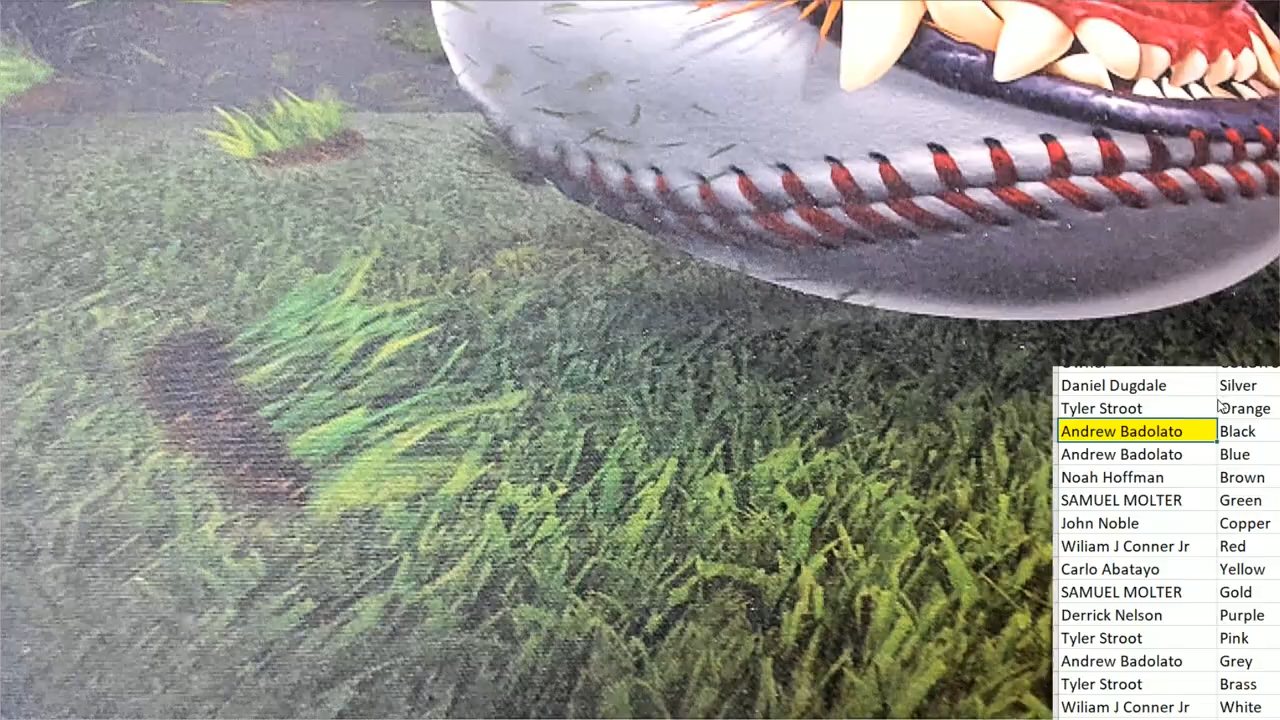 Daniel Dugdale Silver
Tyler Stroot Orange
Andrew Badolato Black
Andrew Badolato Blue
Noah Hoffman Brown
SAMUEL MOLTER Green
John Noble Copper
Wiliam J Conner Jr Red
Carlo Abatayo Yellow
SAMUEL MOLTER Gold
Derrick Nelson Purple
Tyler Stroot Pink
Andrew Badolato Grey
Tyler Stroot Brass
Wiliam J Conner Jr White